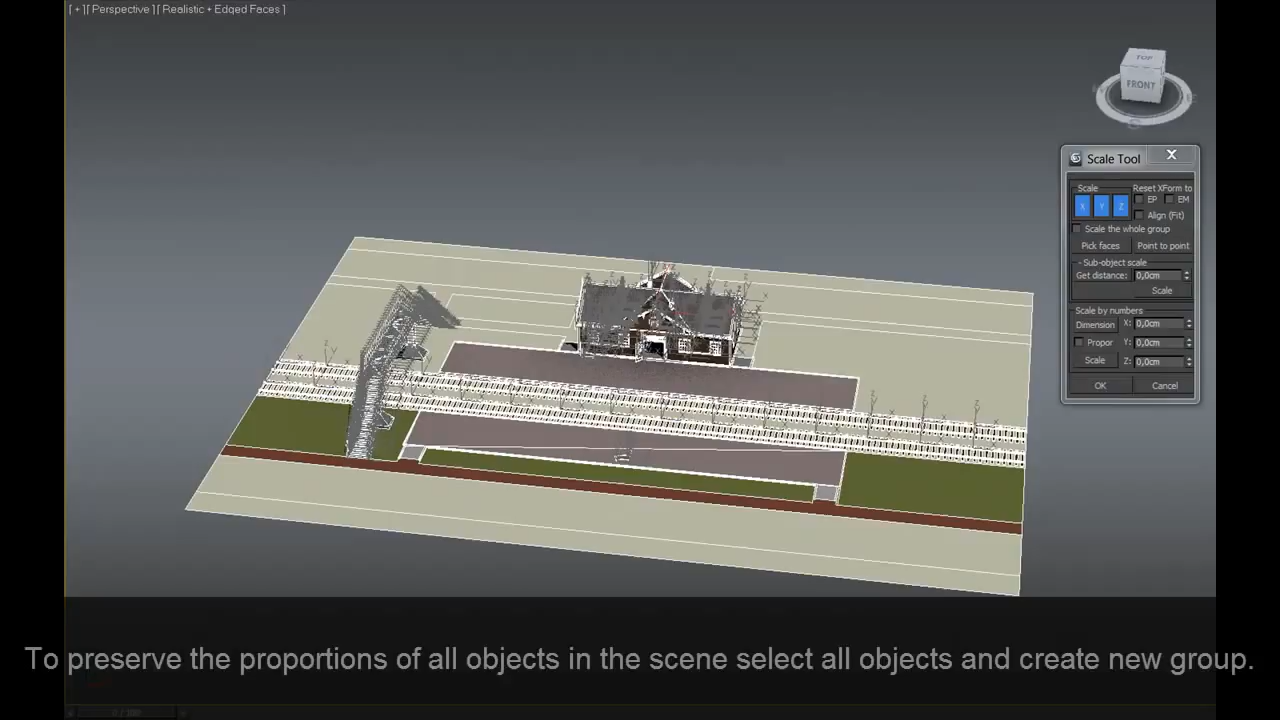 [ + ][ Perspective ][ Realistic + Edged Faces ]
TOP
FRONT
Scale Tool
X
Scale
Reset XForm to
X Y Z
EP
EM
Align (Fit)
Scale the whole group
Pick faces
Point to point
- Sub-object scale
Get distance:
0,0cm
Scale
Scale by numbers
Dimension
X:
0,0cm
Propor
Y:
0,0cm
Scale
Z:
0,0cm
OK
Cancel
To preserve the proportions of all objects in the scene select all objects and create new group.